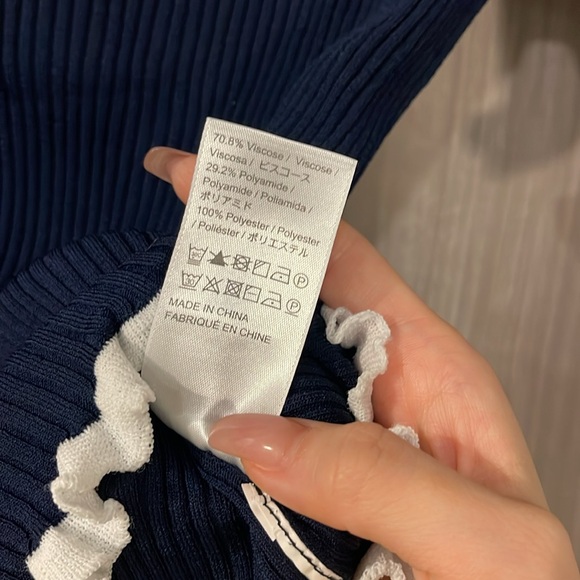 70.8% Viscose / Viscose /
Viscosa / ビスコース
29.2% Polyamide /
Polyamide / Poliamida /
ポリアミド
100% Polyester / Polyester
/ Poliéster / ポリエステル
MADE IN CHINA
FABRIQUÉ EN CHINE